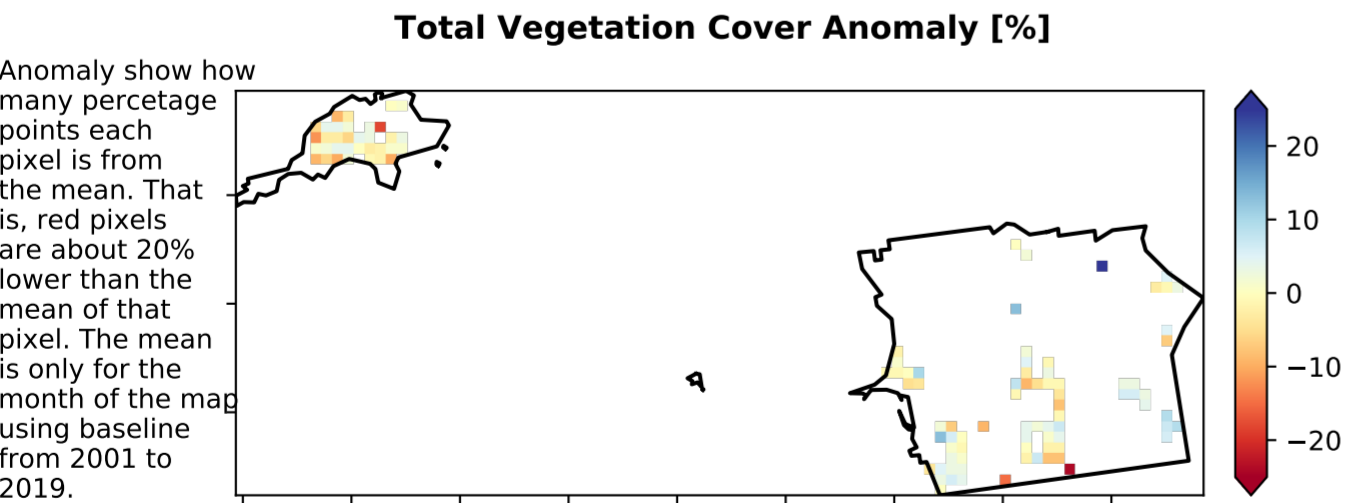 Total Vegetation Cover Anomaly [%]
Anomaly show how
many percetage
points each
pixel is from
the mean. That
is, red pixels
are about 20%
lower than the
mean of that
pixel. The mean
is only for the
month of the map
using baseline
from 2001 to
2019.
20
10
0
−10
−20